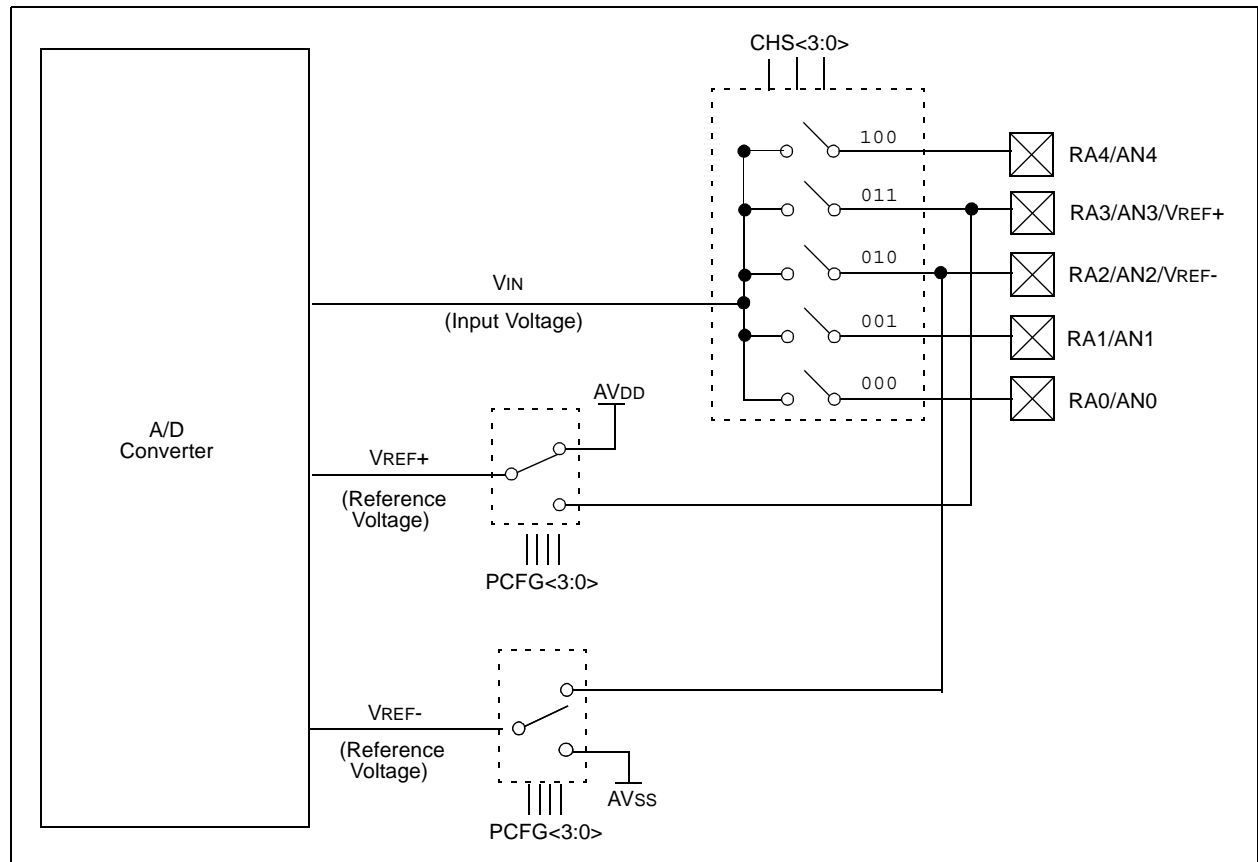 CHS<3:0>
100
RA4/AN4
011
RA3/AN3/VREF+
010
RA2/AN2/VREF-
VIN
(Input Voltage)
001
RA1/AN1
000
RA0/AN0
AVDD
A/D
Converter
VREF+
(Reference
Voltage)
PCFG<3:0>
VREF-
(Reference
Voltage)
AVSS
PCFG<3:0>